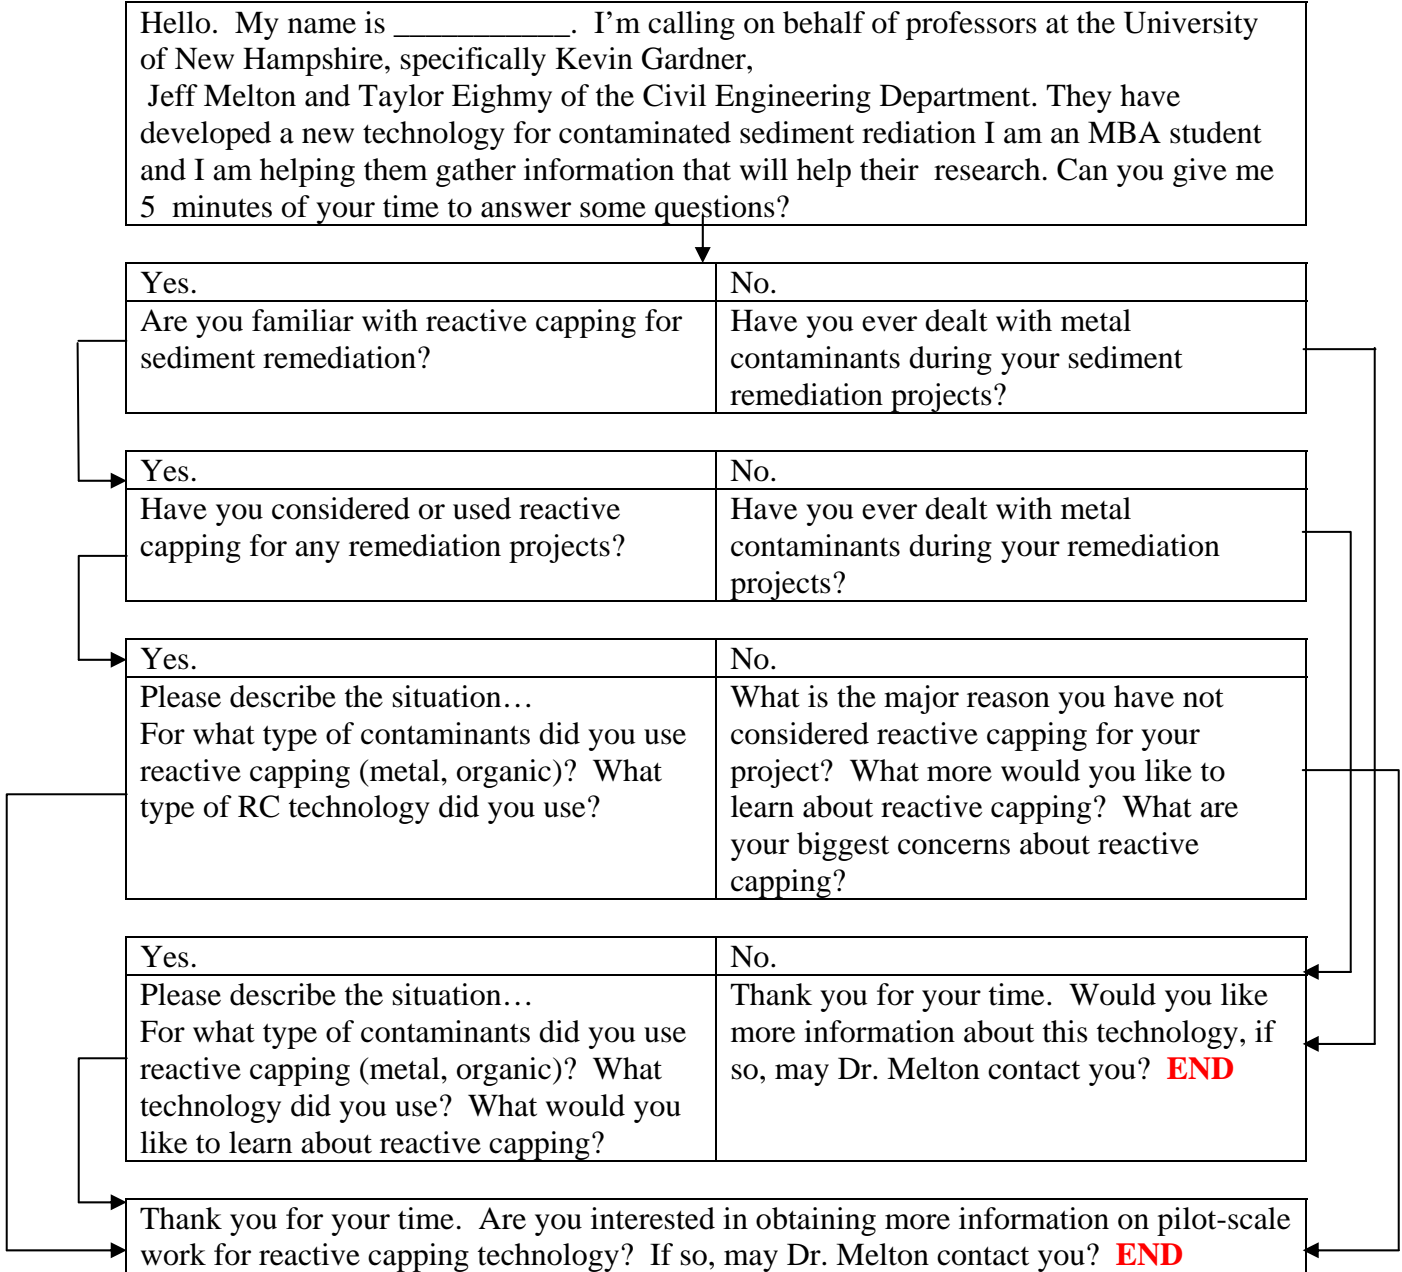 Hello.  My name is ___________.  I’m calling on behalf of professors at the University
of New Hampshire, specifically Kevin Gardner,
Jeff Melton and Taylor Eighmy of the Civil Engineering Department. They have
developed a new technology for contaminated sediment rediation I am an MBA student
and I am helping them gather information that will help their  research. Can you give me
5  minutes of your time to answer some questions?
Yes.
Are you familiar with reactive capping for
sediment remediation?
No.
Have you ever dealt with metal
contaminants during your sediment
remediation projects?
Yes.
Have you considered or used reactive
capping for any remediation projects?
No.
Have you ever dealt with metal
contaminants during your remediation
projects?
Yes.
Please describe the situation…
For what type of contaminants did you use
reactive capping (metal, organic)?  What
type of RC technology did you use?
No.
What is the major reason you have not
considered reactive capping for your
project?  What more would you like to
learn about reactive capping?  What are
your biggest concerns about reactive
capping?
Yes.
Please describe the situation…
For what type of contaminants did you use
reactive capping (metal, organic)?  What
technology did you use?  What would you
like to learn about reactive capping?
No.
Thank you for your time.  Would you like
more information about this technology, if
so, may Dr. Melton contact you?  END
Thank you for your time.  Are you interested in obtaining more information on pilot-scale
work for reactive capping technology?  If so, may Dr. Melton contact you?  END